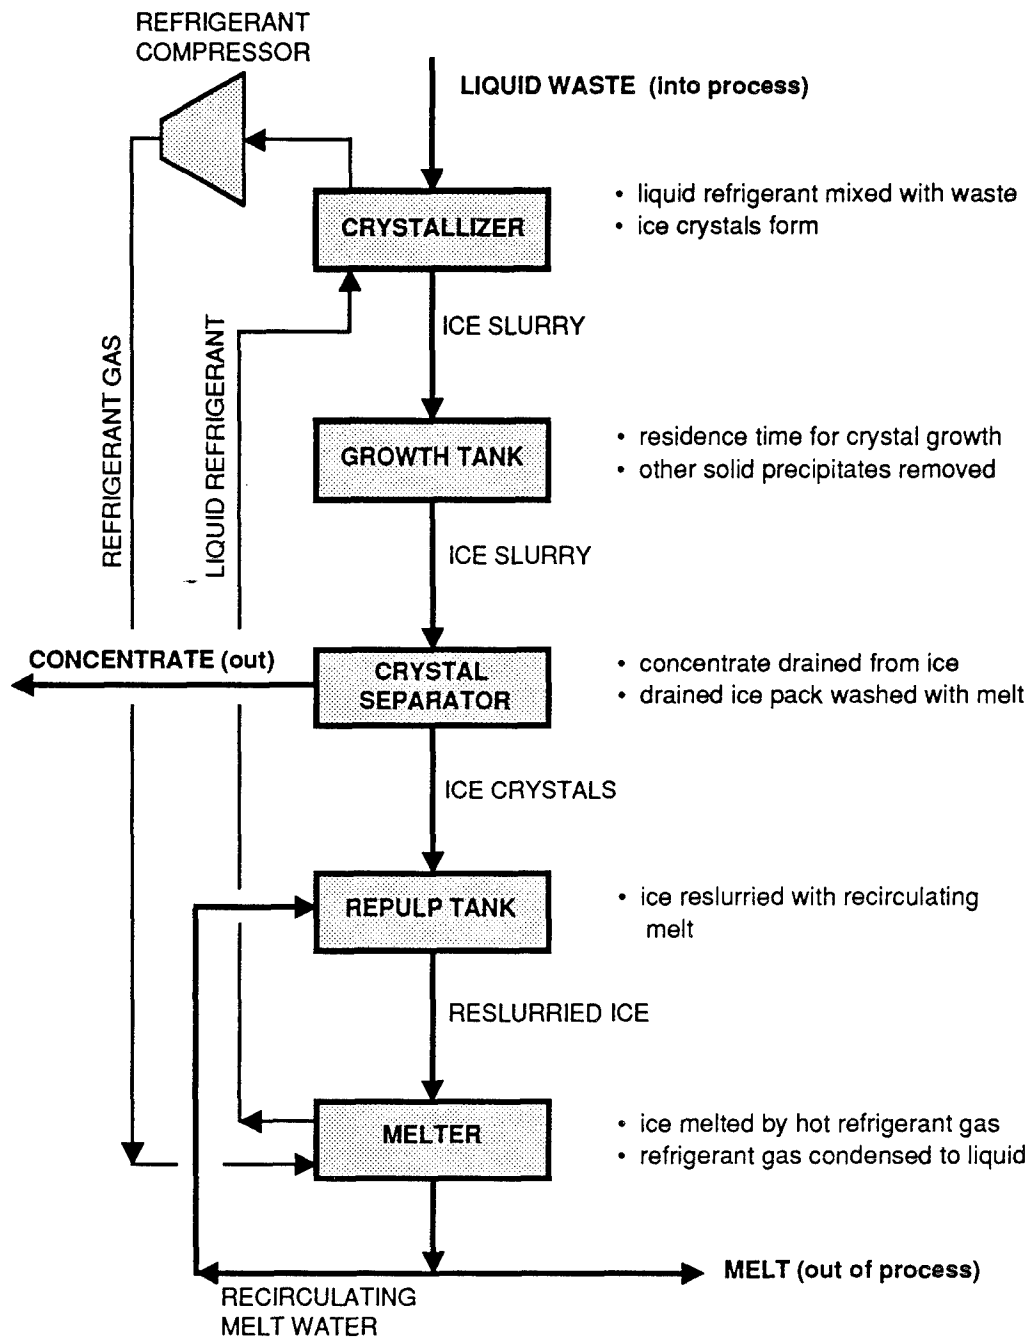 REFRIGERANT
COMPRESSOR
LIQUID WASTE (into process)
CRYSTALLIZER
• liquid refrigerant mixed with waste
• ice crystals form
ICE SLURRY
REFRIGERANT GAS
LIQUID REFRIGERANT
GROWTH TANK
• residence time for crystal growth
• other solid precipitates removed
ICE SLURRY
CONCENTRATE (out)
CRYSTAL
SEPARATOR
• concentrate drained from ice
• drained ice pack washed with melt
ICE CRYSTALS
REPULP TANK
• ice reslurried with recirculating
melt
RESLURRIED ICE
MELTER
• ice melted by hot refrigerant gas
• refrigerant gas condensed to liquid
MELT (out of process)
RECIRCULATING
MELT WATER